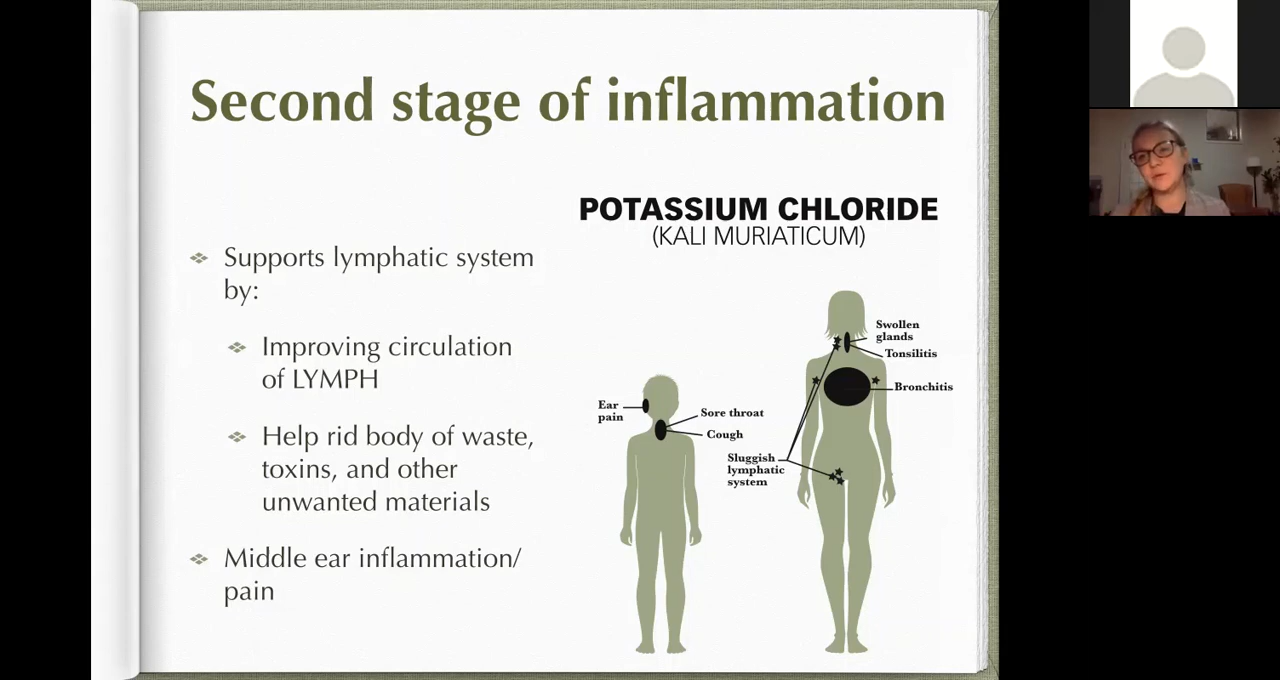 Second stage of inflammation
Supports lymphatic system
by:
Improving circulation
of LYMPH
Help rid body of waste,
toxins, and other
unwanted materials
Middle ear inflammation/
pain
POTASSIUM CHLORIDE
(KALI MURIATICUM)
Ear
pain
Sore throat
Cough
Swollen
glands
Tonsilitis
Bronchitis
Sluggish
lymphatic
system